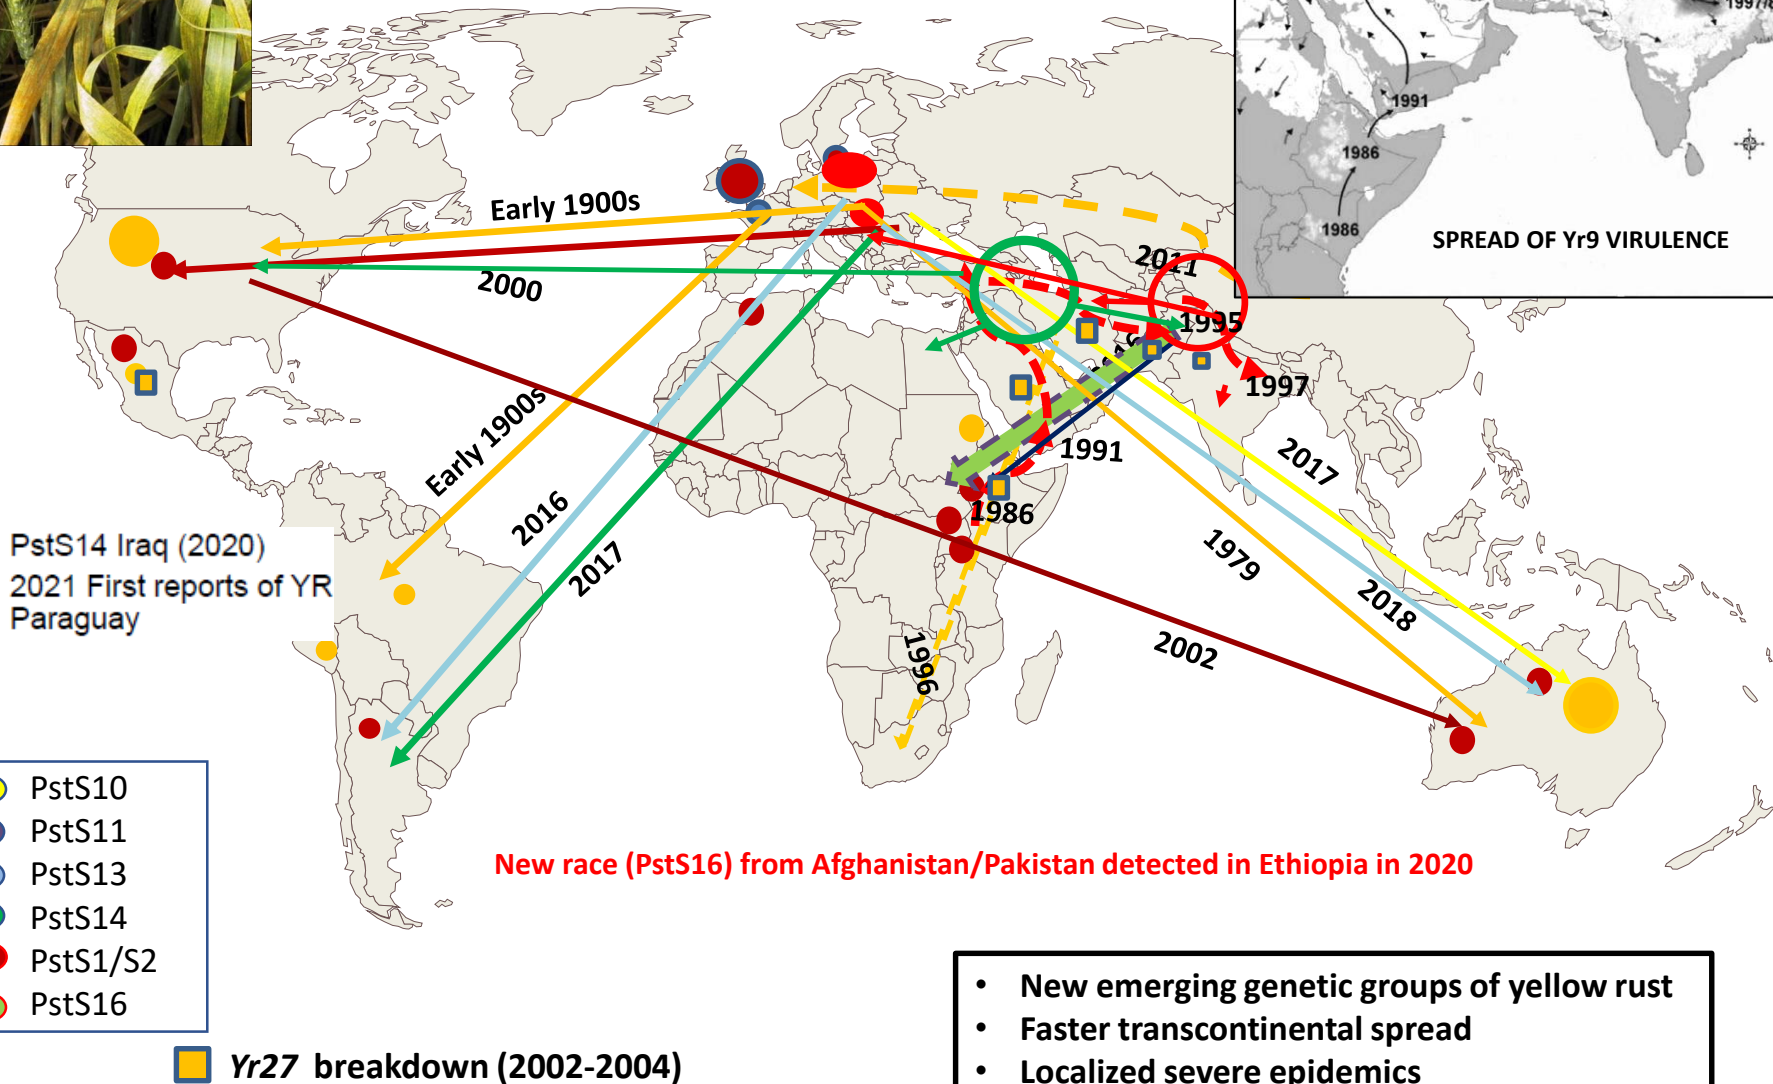 1997/8
1991
1986
1986
SPREAD OF Yr9 VIRULENCE
Early 1900s
2000
2011
1995
1997
1991
1986
Early 1900s
2016
2017
2017
1979
2018
2002
1996
PstS14 Iraq (2020)
2021 First reports of YR
Paraguay
PstS10
PstS11
PstS13
PstS14
PstS1/S2
PstS16
New race (PstS16) from Afghanistan/Pakistan detected in Ethiopia in 2020
Yr27 breakdown (2002-2004)
• New emerging genetic groups of yellow rust
• Faster transcontinental spread
• Localized severe epidemics